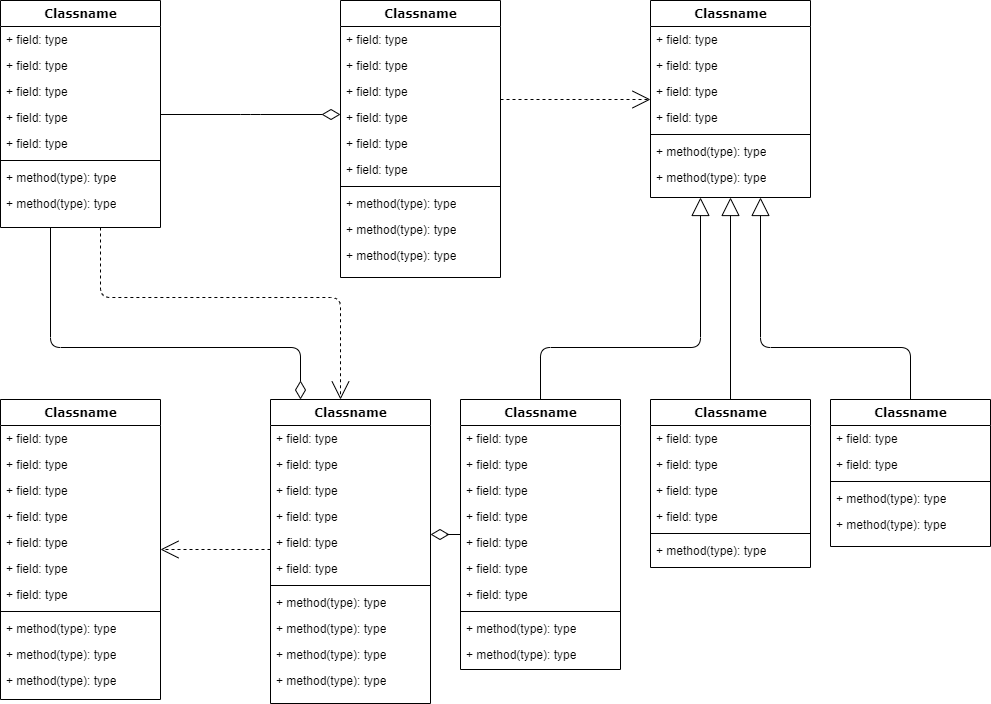 Classname
+ field: type
+ field: type
+ field: type
+ field: type
+ field: type
+ method(type): type
+ method(type): type
Classname
+ field: type
+ field: type
+ field: type
+ field: type
+ field: type
+ field: type
+ method(type): type
+ method(type): type
+ method(type): type
Classname
+ field: type
+ field: type
+ field: type
+ field: type
+ method(type): type
+ method(type): type
Classname
+ field: type
+ field: type
+ field: type
+ field: type
+ field: type
+ field: type
+ field: type
+ method(type): type
+ method(type): type
+ method(type): type
Classname
+ field: type
+ field: type
+ field: type
+ field: type
+ field: type
+ field: type
+ method(type): type
+ method(type): type
+ method(type): type
+ method(type): type
Classname
+ field: type
+ field: type
+ field: type
+ field: type
+ field: type
+ field: type
+ field: type
+ method(type): type
+ method(type): type
Classname
+ field: type
+ field: type
+ field: type
+ field: type
+ method(type): type
Classname
+ field: type
+ field: type
+ method(type): type
+ method(type): type